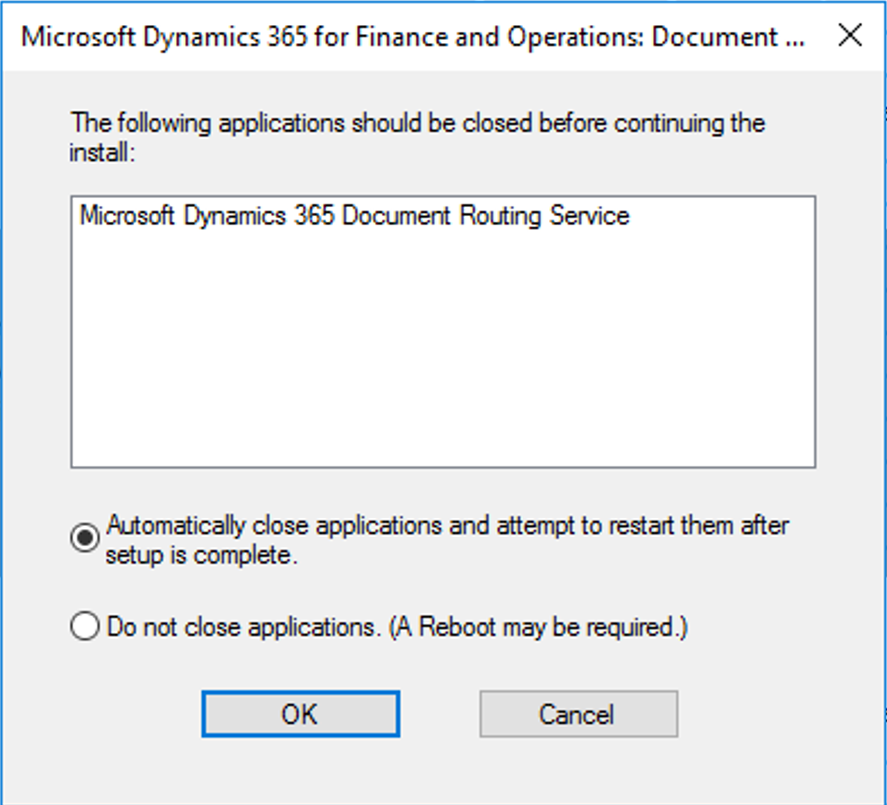 Microsoft Dynamics 365 for Finance and Operations: Document ...
The following applications should be closed before continuing the
install:
Microsoft Dynamics 365 Document Routing Service
Automatically close applications and attempt to restart them after
setup is complete.
Do not close applications. (A Reboot may be required.)
OK
Cancel